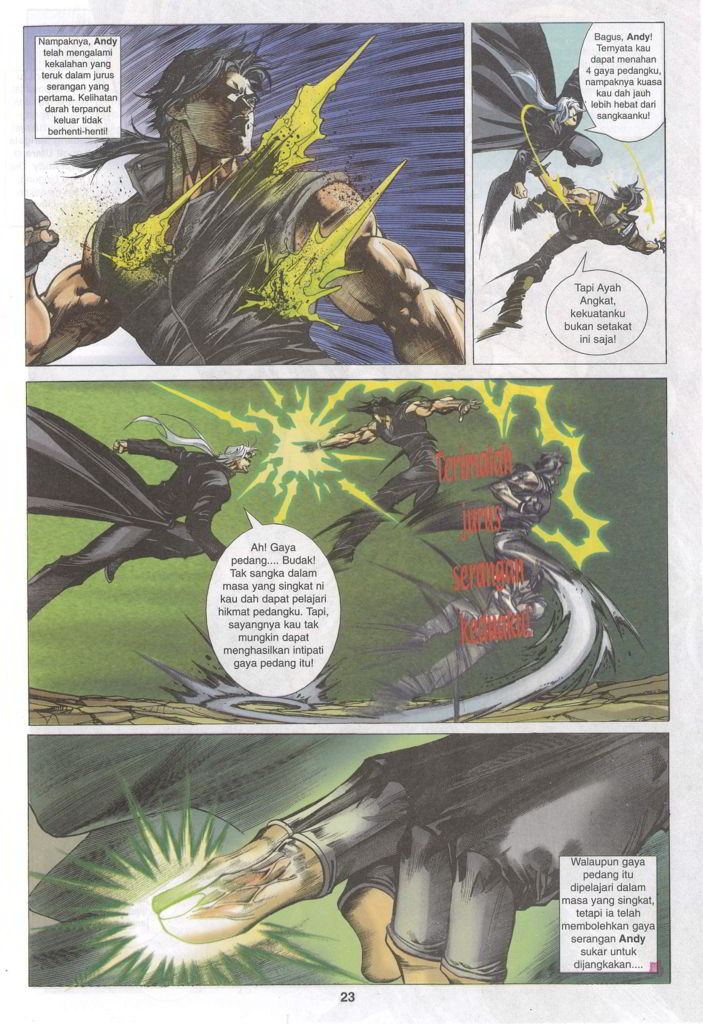 Nampaknya, Andy
telah mengalami
kekalahan yang
teruk dalam jurus
serangan yang
pertama. Kelihatan
darah terpancut
keluar tidak
berhenti-henti!
Bagus, Andy!
Ternyata kau
dapat menahan
4 gaya pedangku,
nampaknya kuasa
kau dah jauh
lebih hebat dari
sangkaanku!
Tapi Ayah
Angkat,
kekuatanku
bukan setakat
ini saja!
Ah! Gaya
pedang.... Budak!
Tak sangka dalam
masa yang singkat ni
kau dah dapat pelajari
hikmat pedangku. Tapi,
sayangnya kau tak
mungkin dapat
menghasilkan intipati
gaya pedang itu!
Terimalah
jurus
serangan
keduaku!
Walaupun gaya
pedang itu
dipelajari dalam
masa yang singkat,
tetapi ia telah
membolehkan gaya
serangan Andy
sukar untuk
dijangkakan....
23